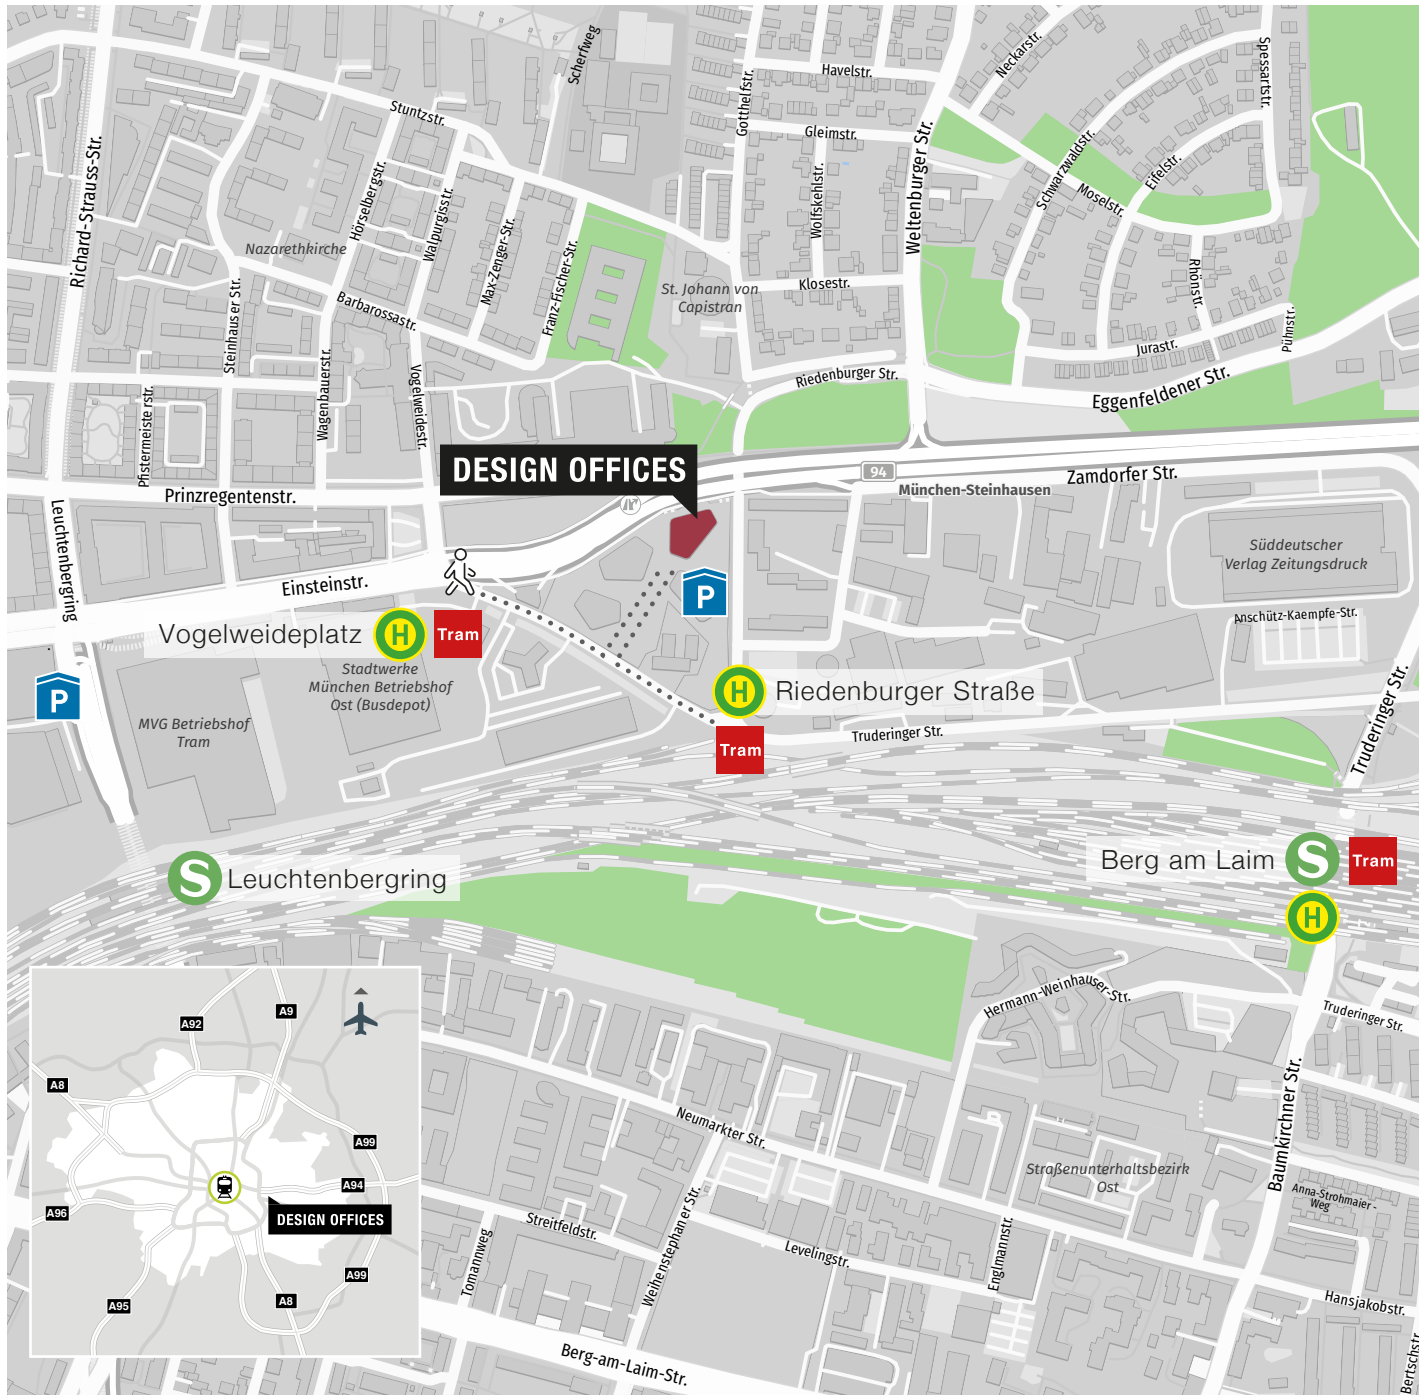 Scherfweg
Neckarstr.
Spessartstr.
Havelstr.
Gotthelfstr.
Stuntzstr.
Gleimstr.
Weltenburger Str.
Schwarzwaldstr.
Eifelstr.
Moselstr.
Richard-Strauss-Str.
Hörselbergstr.
Walpurgisstr.
Wolfskehlstr.
Nazarethkirche
Max-Zenger-Str.
Franz-Fischer-Str.
St. Johann von
Capistran
Klosestr.
Rhönstr.
Pühnstr.
Jurastr.
Steinhauser Str.
Barbarossastr.
Wagenbauerstr.
Vogelweidestr.
Pfistermeisterstr.
Riedenburger Str.
Eggenfeldener Str.
DESIGN OFFICES
94
Zamdorfer Str.
München-Steinhausen
Prinzregentenstr.
Leuchtenbergring
Einsteinstr.
Süddeutscher
Verlag Zeitungsdruck
P
Anschütz-Kaempfe-Str.
Vogelweideplatz
H
Tram
Stadtwerke
München Betriebshof
Ost (Busdepot)
P
MVG Betriebshof
Tram
H
Riedenburger Straße
Tram
Truderinger Str.
Truderinger Str.
S
Leuchtenbergring
Berg am Laim
S
Tram
H
Hermann-Weinhauser-Str.
Truderinger Str.
Baumkirchner Str.
Neumarkter Str.
Straßenunterhaltsbezirk
Ost
Anna-Strohmaier-
Weg
Streitfeldstr.
Tomannweg
Weihenstephaner Str.
Levelingstr.
Englmannstr.
Hansjakobstr.
Bertschstr.
Berg-am-Laim-Str.
A9
A92
A8
A99
A94
A96
DESIGN OFFICES
A99
A8
A95